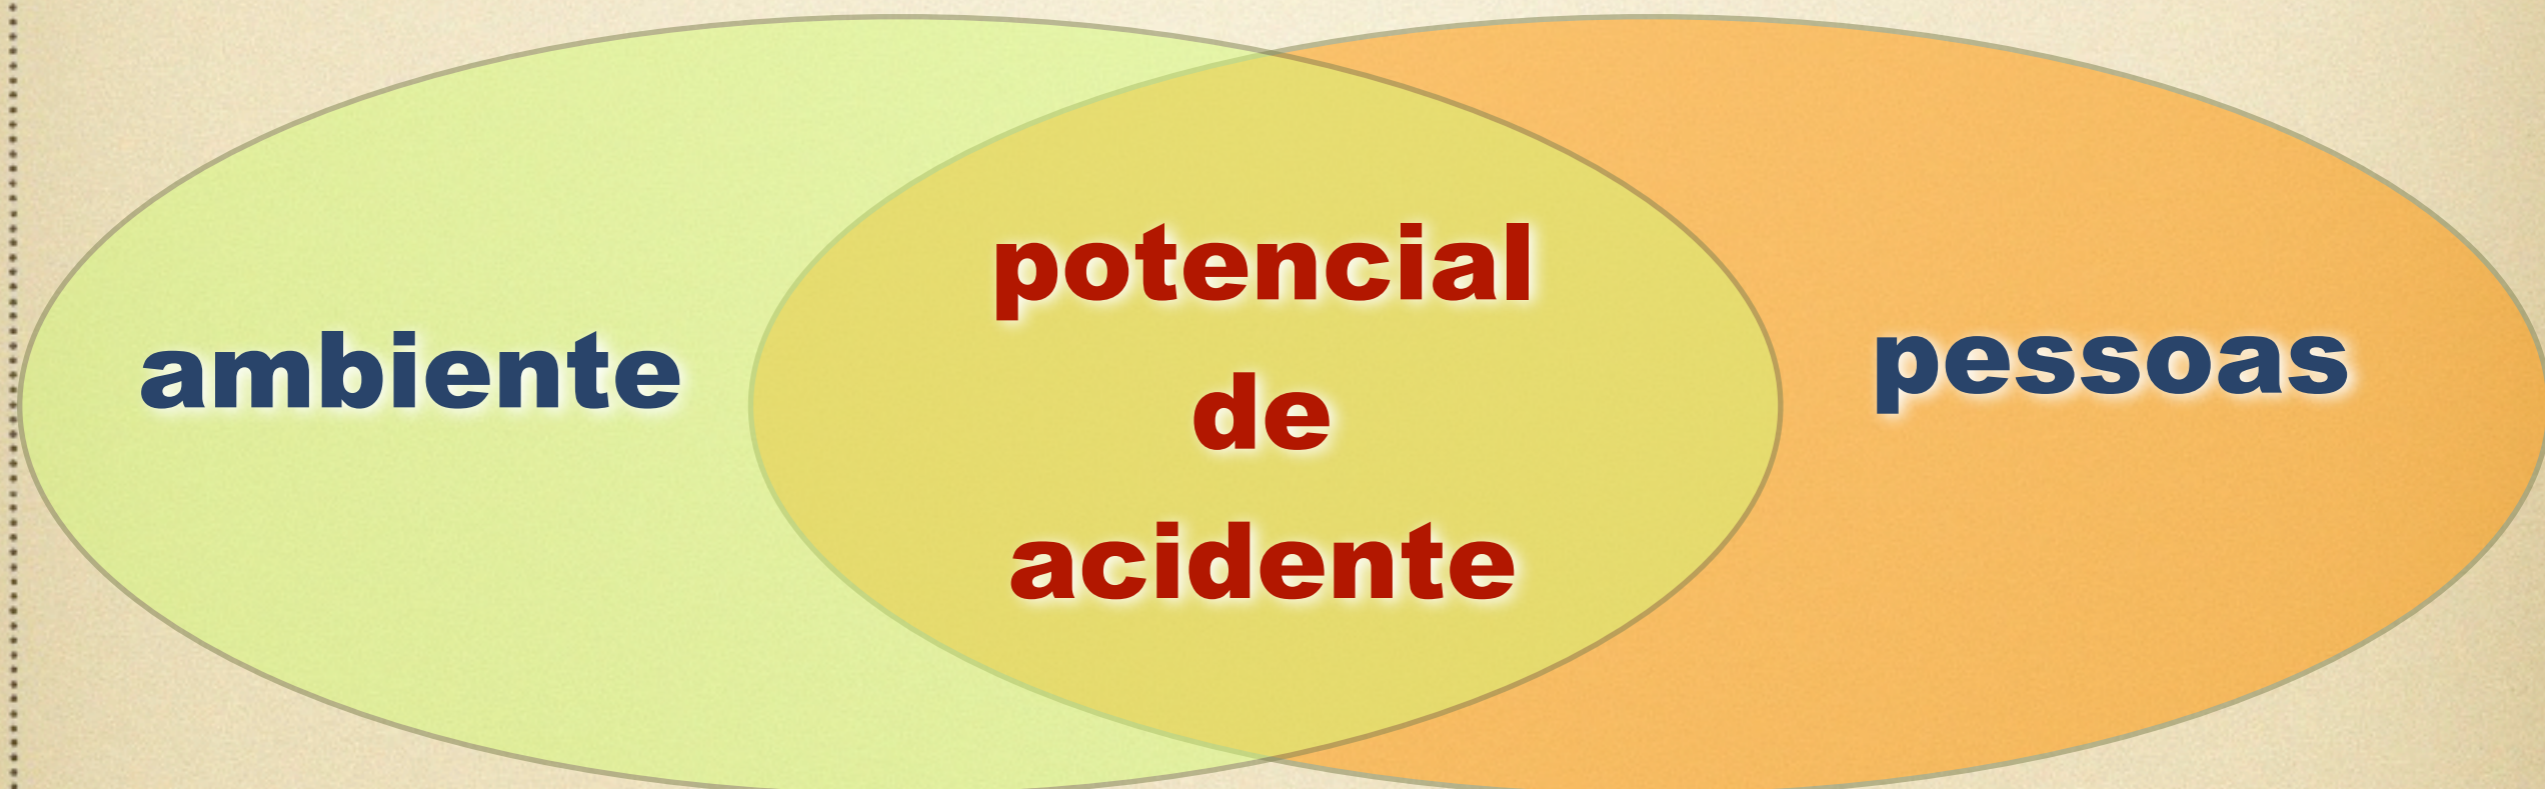 ambiente
potencial
de
acidente
pessoas